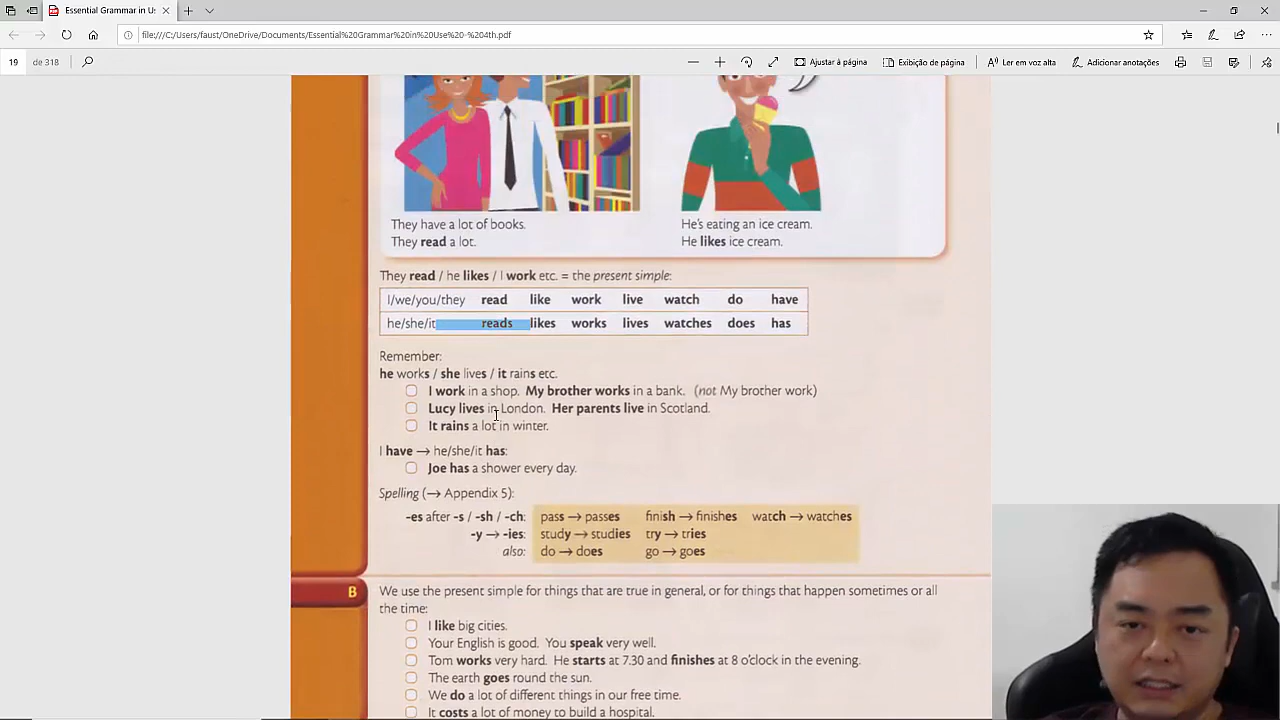 Essential Grammar in Us
file:///C:/Users/faust/OneDrive/Documents/Essential%20Grammar%20in%20Use%20-%204th.pdf
19 de 318 Ajustar à página Exibição de página Ler em voz alta Adicionar anotações
They have a lot of books. He's eating an ice cream.
They read a lot. He likes ice cream.
They read / he likes / I work etc. = the present simple:
I/we/you/they read like work live watch do have
he/she/it reads likes works lives watches does has
Remember:
he works / she lives / it rains etc.
I work in a shop. My brother works in a bank. (not My brother work)
Lucy lives in London. Her parents live in Scotland.
It rains a lot in winter.
I have → he/she/it has:
Joe has a shower every day.
Spelling (→ Appendix 5):
-es after -s / -sh / -ch: pass → passes finish → finishes watch → watches
-y → -ies: study → studies try → tries
also: do → does go → goes
B We use the present simple for things that are true in general, or for things that happen sometimes or all
the time:
I like big cities.
Your English is good. You speak very well.
Tom works very hard. He starts at 7.30 and finishes at 8 o'clock in the evening.
The earth goes round the sun.
We do a lot of different things in our free time.
It costs a lot of money to build a hospital.